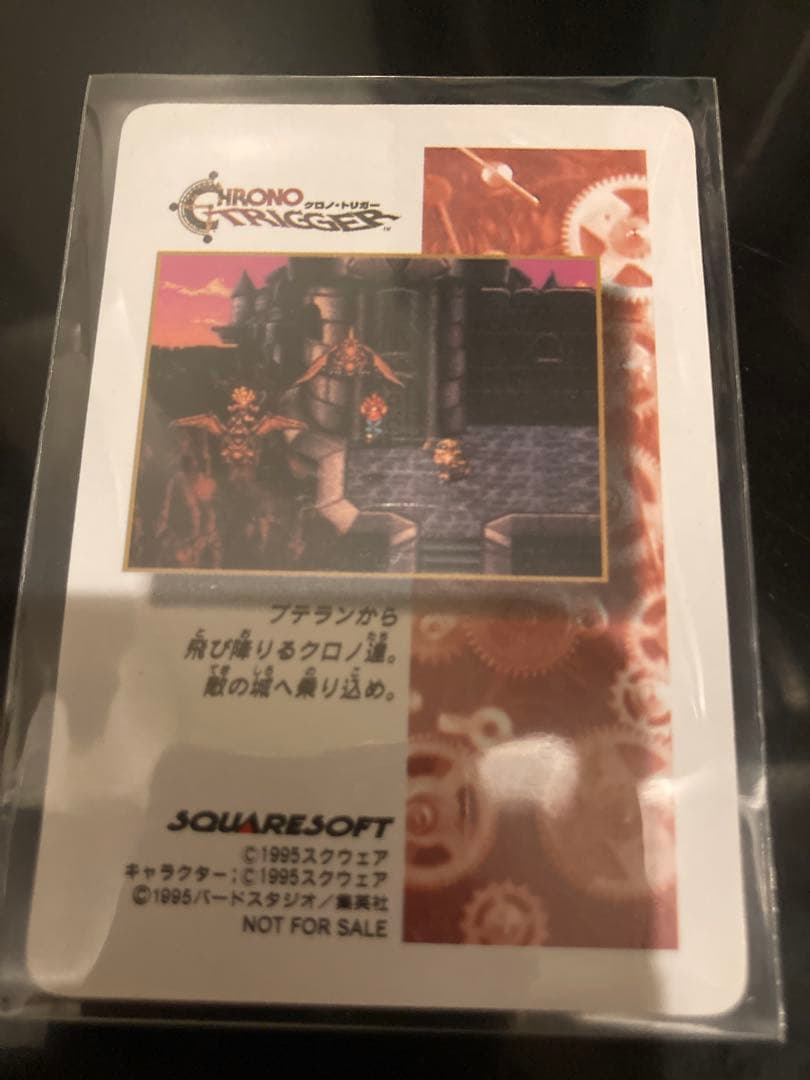 CHRONO
クロノ・トリガー
TRIGGER™
プテランから
飛び降りるクロノ達。
敵の城へ乗り込め。
SQUARESOFT
©1995スクウェア
キャラクター:©1995スクウェア
©1995バードスタジオ/集英社
NOT FOR SALE